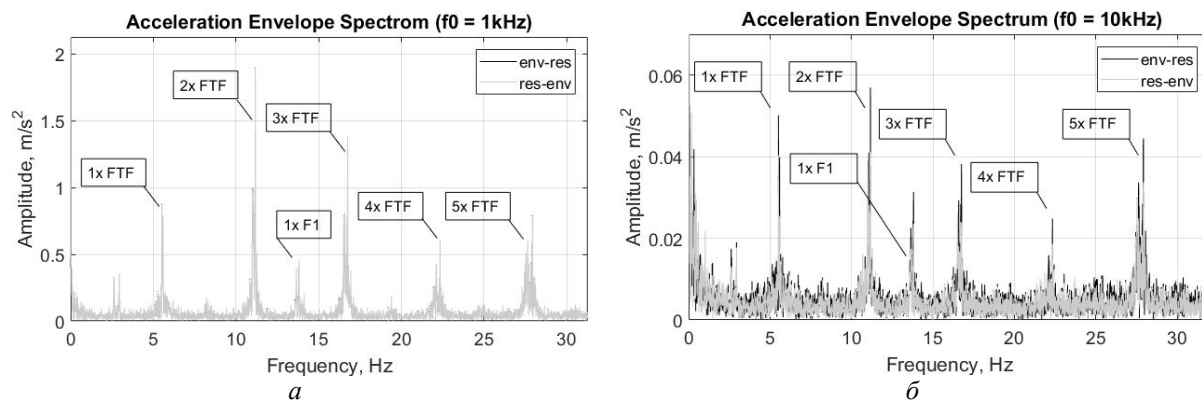 Acceleration Envelope Spectrom (f0 = 1kHz)
2
1.5
1
0.5
0
Amplitude, m/s²
env-res
res-env
2x FTF
3x FTF
1x FTF
4x FTF
5x FTF
1x F1
0 5 10 15 20 25 30
Frequency, Hz
а
Acceleration Envelope Spectrum (f0 = 10kHz)
0.06
0.04
0.02
0
Amplitude, m/s²
env-res
res-env
1x FTF
2x FTF
3x FTF
5x FTF
1x F1
4x FTF
0 5 10 15 20 25 30
Frequency, Hz
б